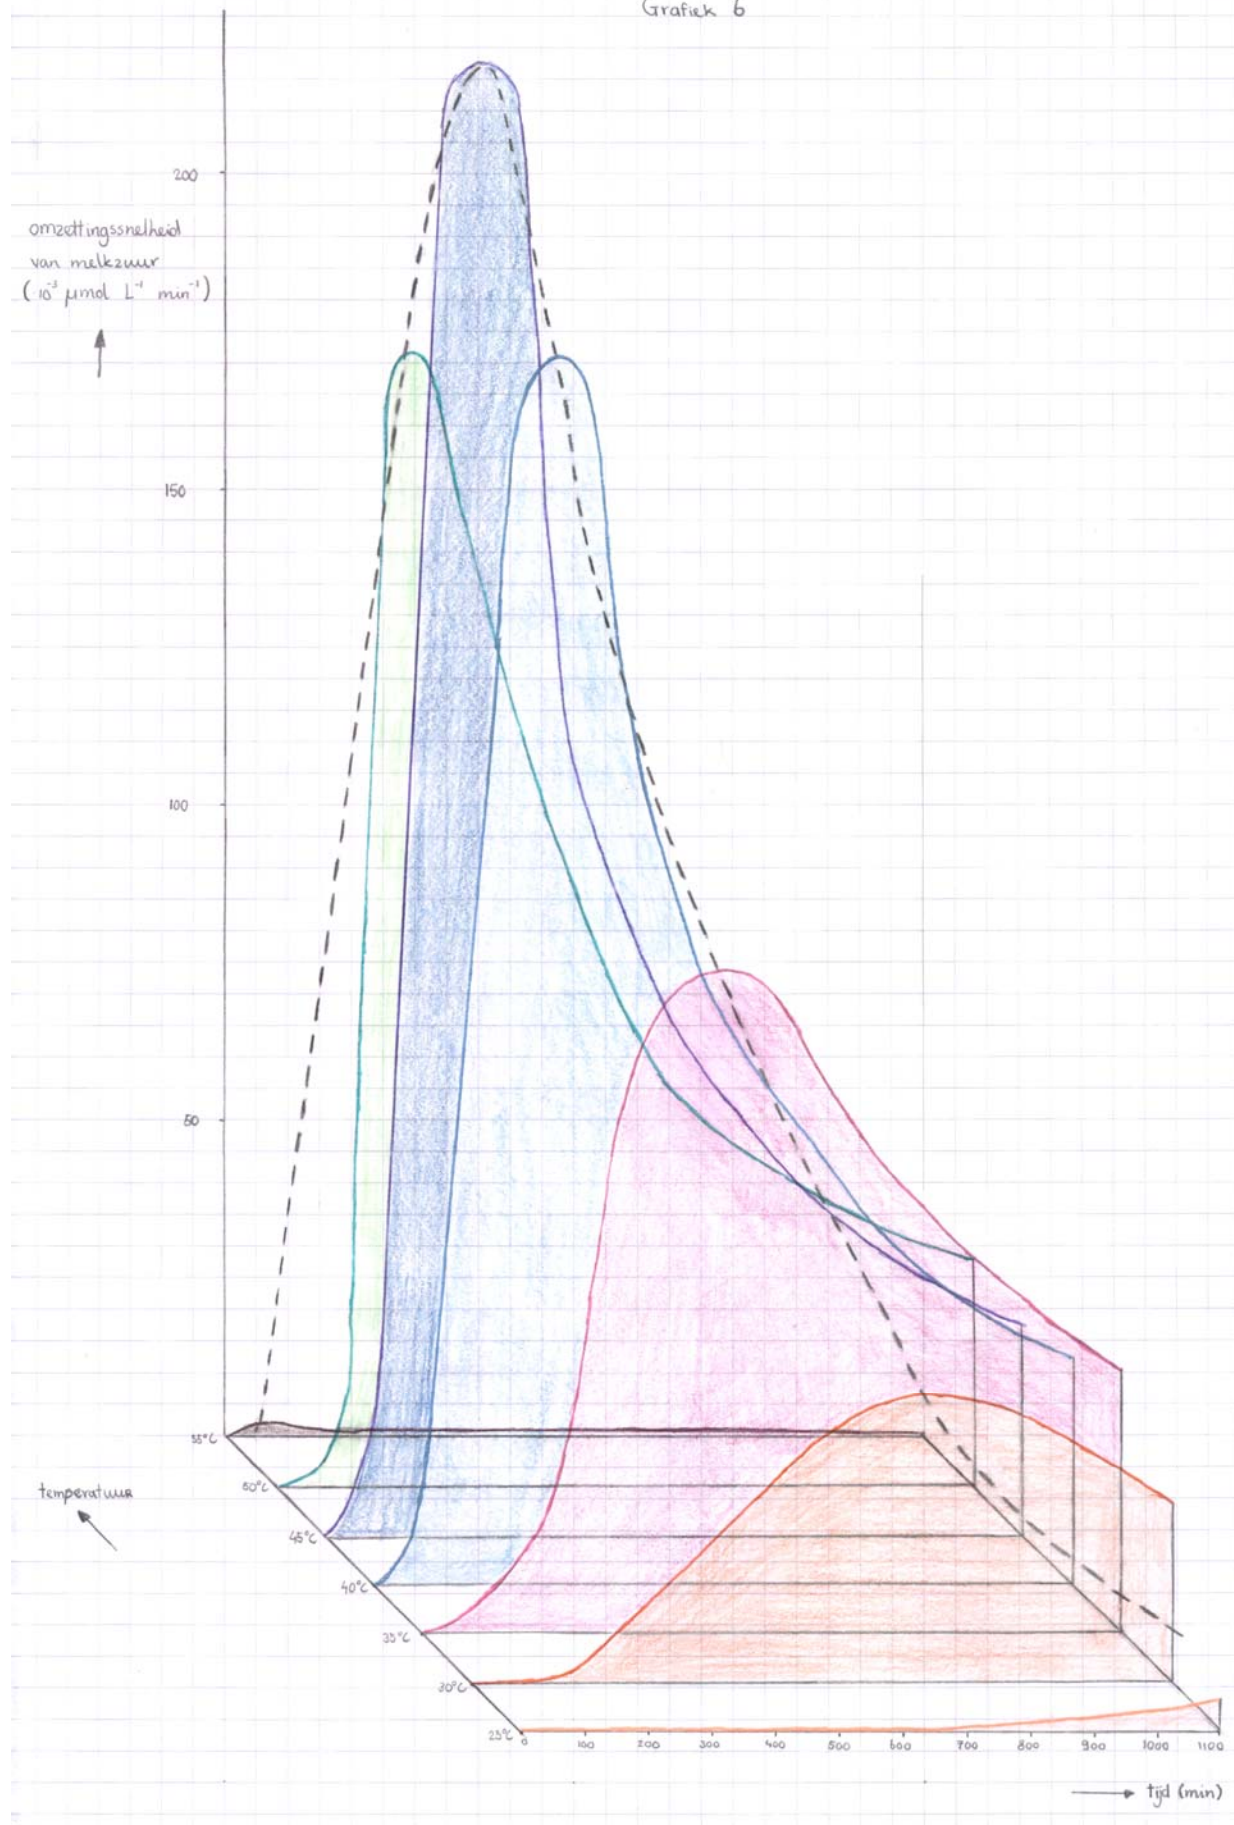 Grafiek 6
200
omzettingssnelheid
van melkzuur
(10⁻³ µmol L⁻¹ min⁻¹)
150
100
50
55°C
50°C
temperatuur
45°C
40°C
35°C
30°C
25°C
0 100 200 300 400 500 600 700 800 900 1000 1100
tijd (min)